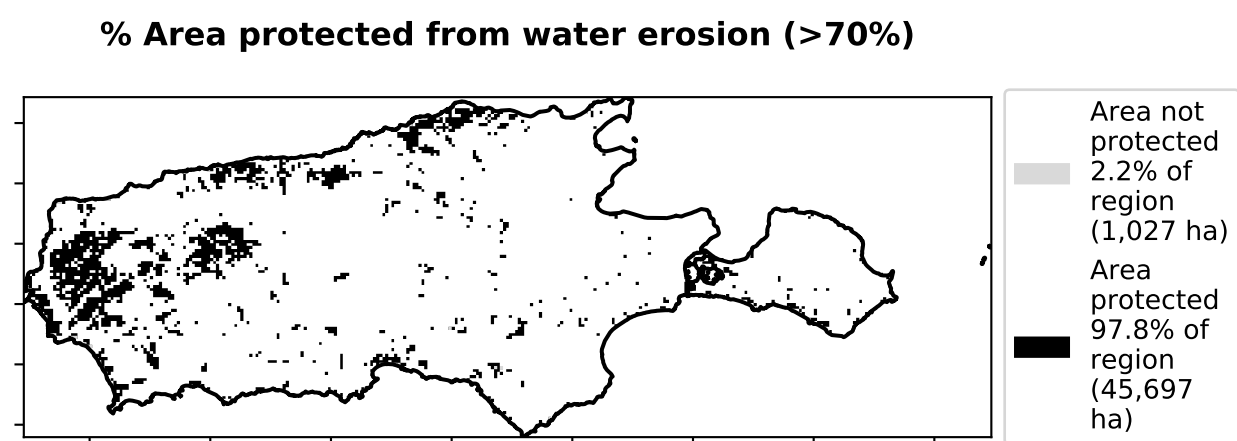 % Area protected from water erosion (>70%)
Area not
protected
2.2% of
region
(1,027 ha)
Area
protected
97.8% of
region
(45,697
ha)